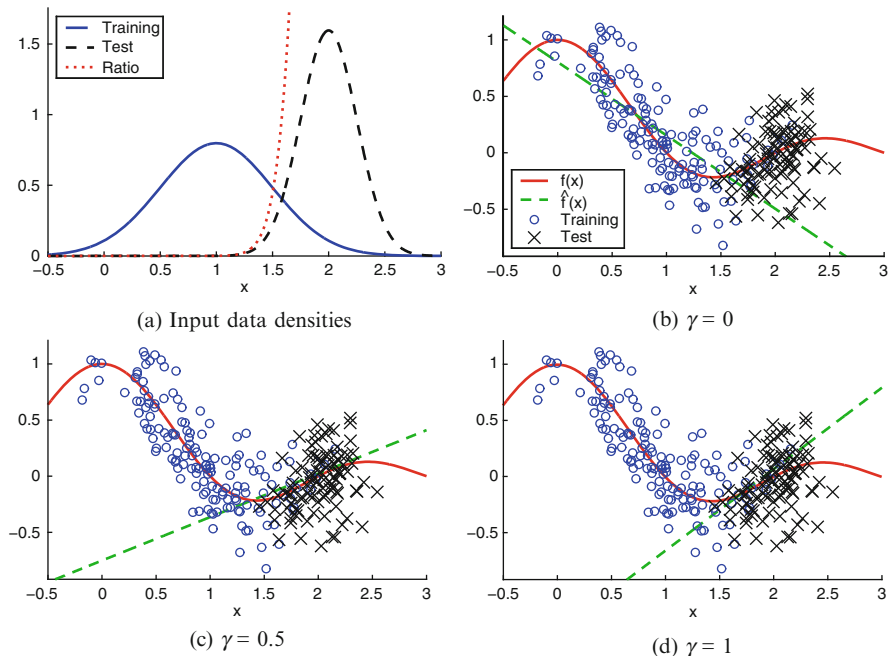 Training
Test
Ratio
1.5
1
0.5
0
−0.5 0 0.5 1 1.5 2 2.5 3
x
(a) Input data densities
1
0.5
0
−0.5
f(x)
f̂(x)
Training
Test
−0.5 0 0.5 1 1.5 2 2.5 3
x
(b) γ = 0
1
0.5
0
−0.5
−0.5 0 0.5 1 1.5 2 2.5 3
x
(c) γ = 0.5
1
0.5
0
−0.5
−0.5 0 0.5 1 1.5 2 2.5 3
x
(d) γ = 1